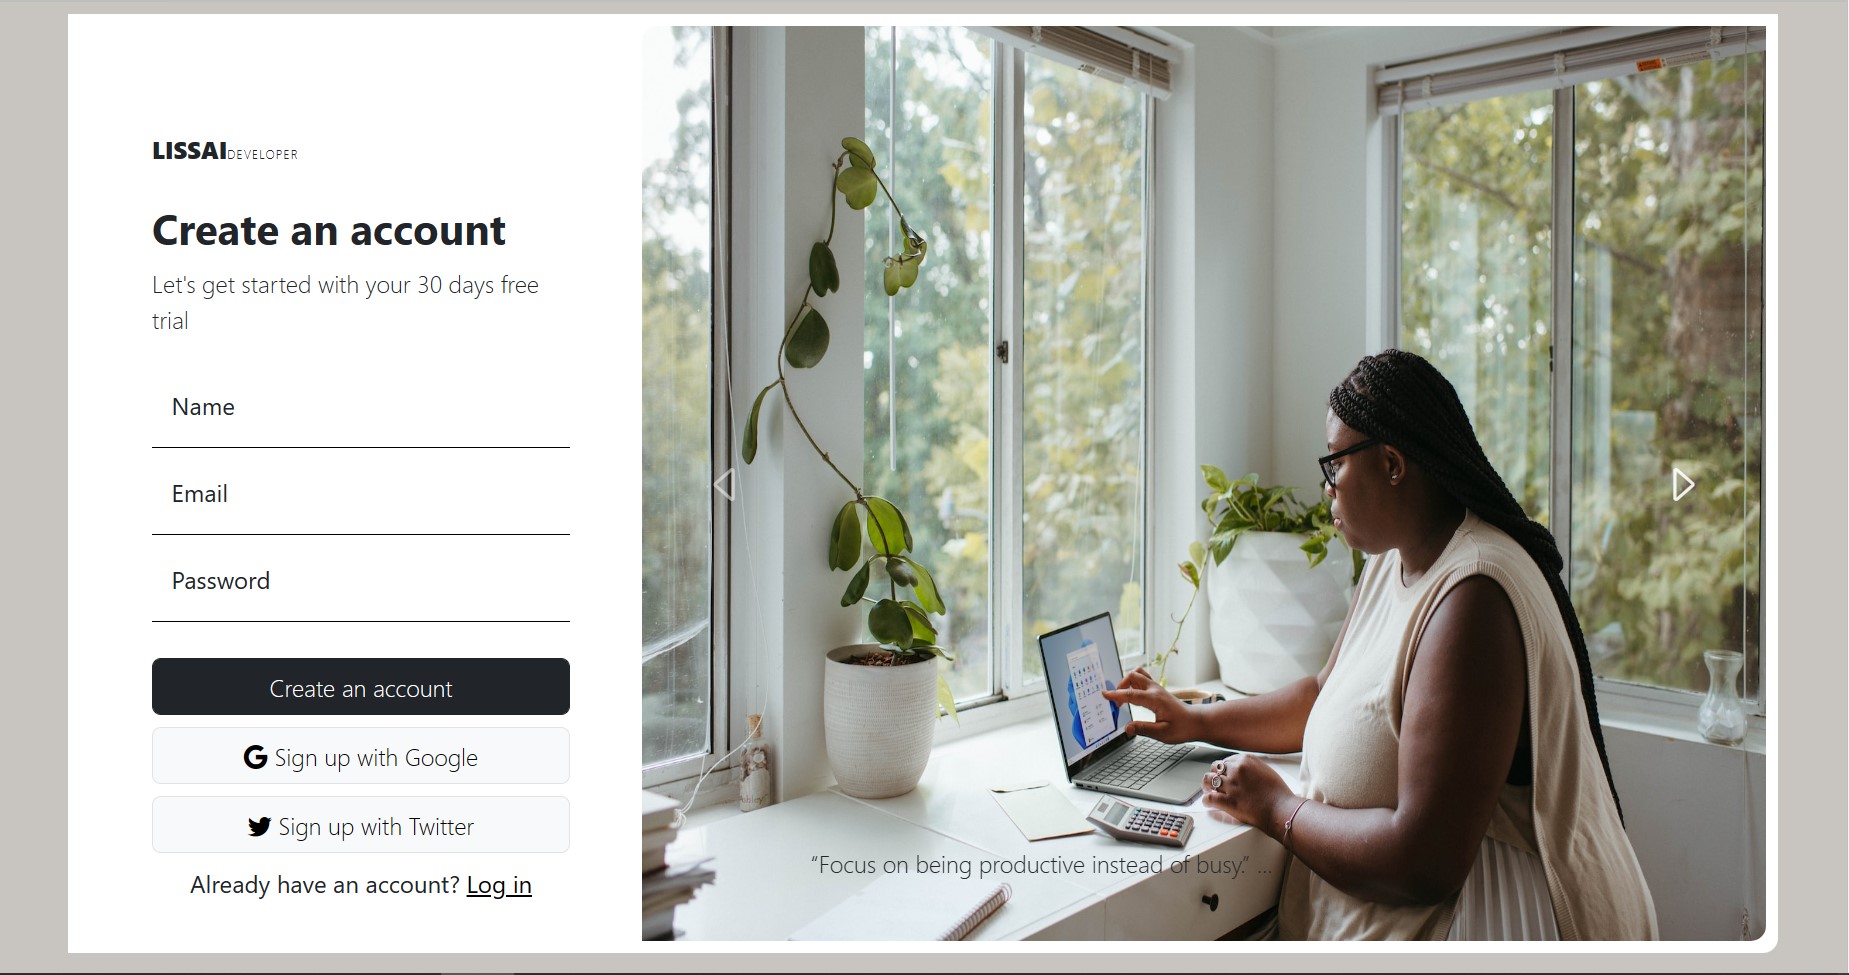 LISSAIDEVELOPER
Create an account
Let's get started with your 30 days free
trial
Name
Email
Password
Create an account
Sign up with Google
Sign up with Twitter
Already have an account? Log in
Ashley
“Focus on being productive instead of busy.” ...